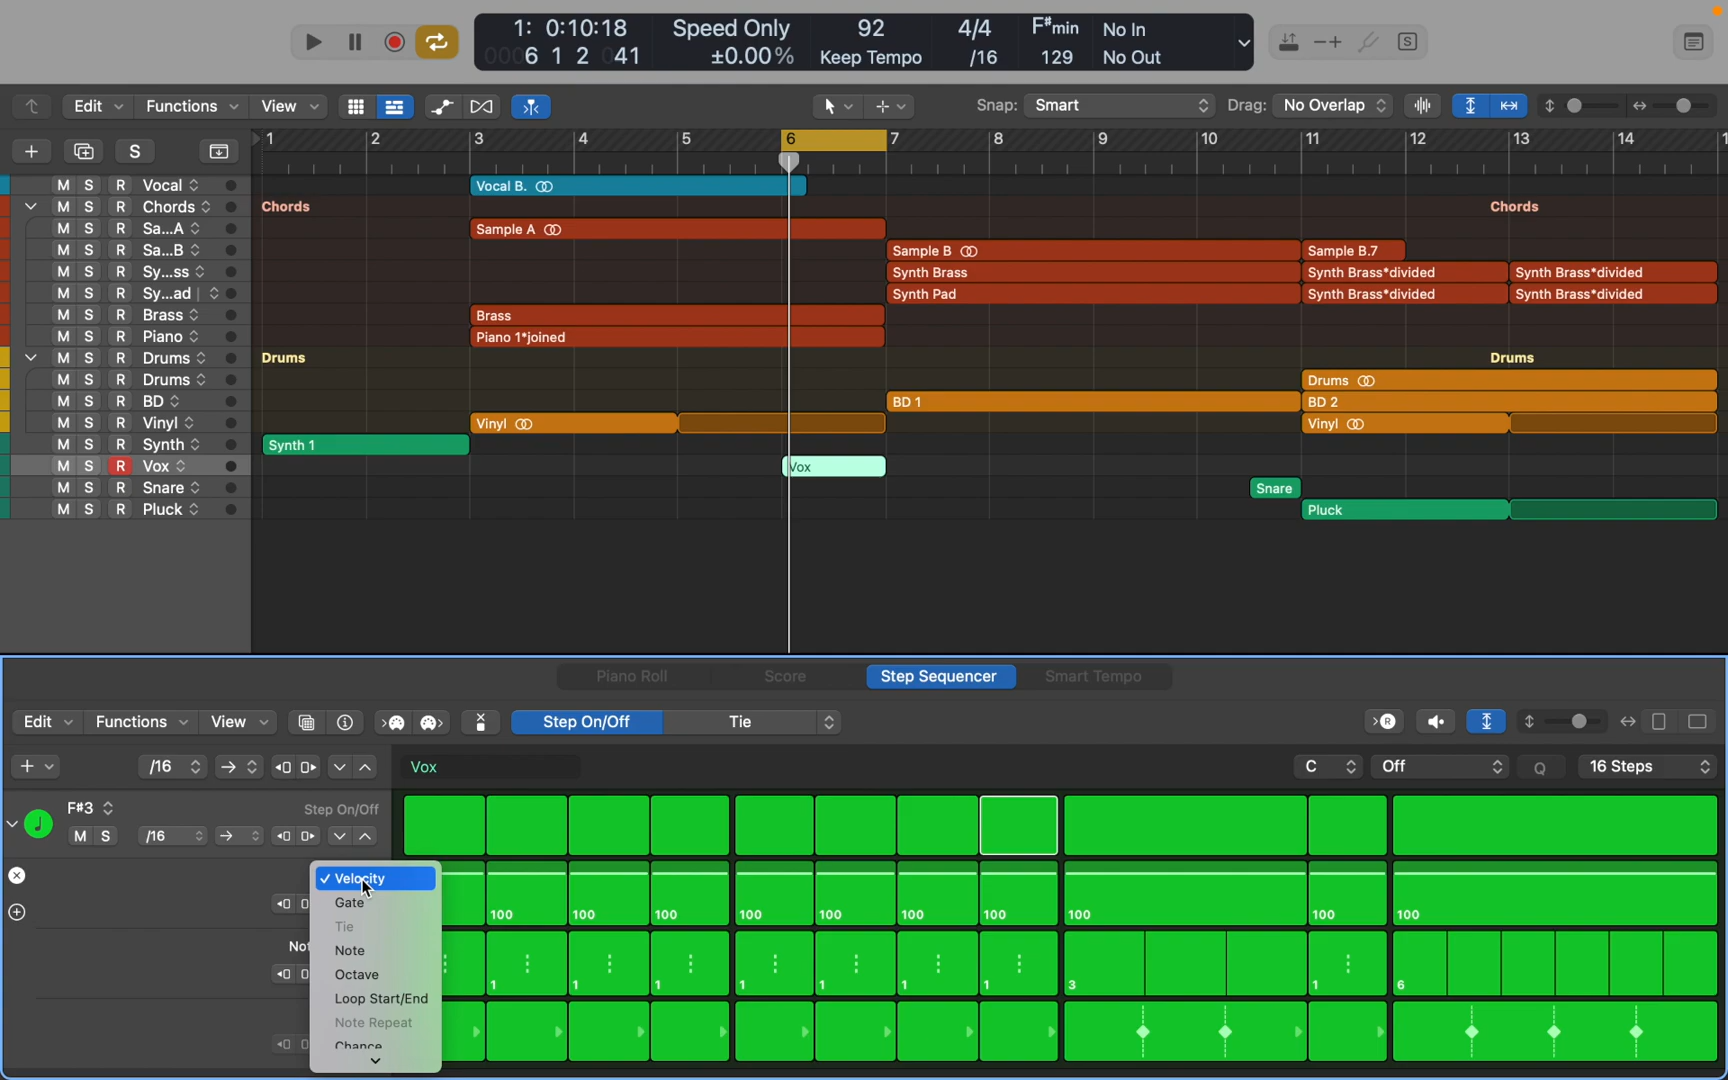 1: 0:10:18 Speed Only 92 4/4 F#min No In
0006 1 2 041 ±0.00% Keep Tempo /16 129 No Out
S
Edit Functions View Snap: Smart Drag: No Overlap
S 1 2 3 4 5 6 7 8 9 10 11 12 13 14
M S R Vocal Vocal B.
M S R Chords Chords Chords
M S R Sa...A Sample A
M S R Sa...B Sample B Sample B.7
M S R Sy...ss Synth Brass Synth Brass*divided Synth Brass*divided
M S R Sy...ad Synth Pad Synth Brass*divided Synth Brass*divided
M S R Brass Brass
M S R Piano Piano 1*joined
M S R Drums Drums Drums
M S R Drums Drums
M S R BD BD 1 BD 2
M S R Vinyl Vinyl Vinyl
M S R Synth Synth 1
M S R Vox Vox
M S R Snare Snare
M S R Pluck Pluck
Piano Roll Score Step Sequencer Smart Tempo
Edit Functions View Step On/Off Tie R
/16 Vox C Off Q 16 Steps
F#3 Step On/Off
M S /16
Velocity
Gate
100 100 100 100 100 100 100 100 100 100
Tie
Not
Note
Octave
1 1 1 1 1 1 1 3 1 6
Loop Start/End
Note Repeat
Chance